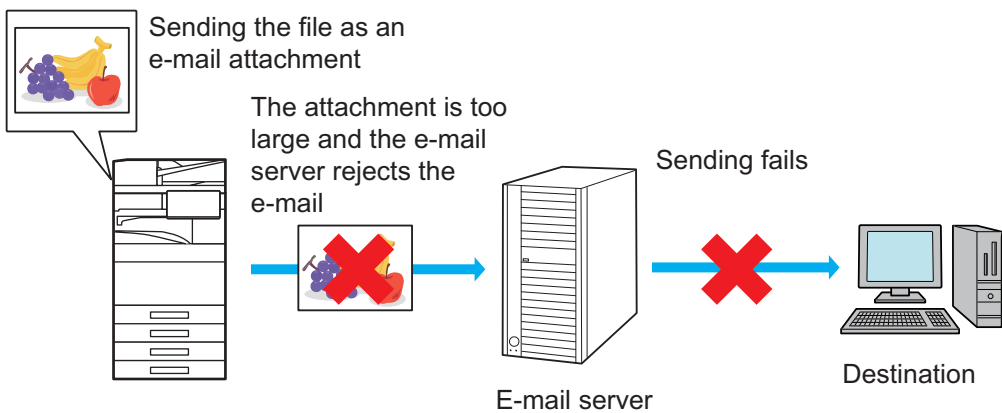 Sending the file as an
e-mail attachment
The attachment is too
large and the e-mail
server rejects the
e-mail
Sending fails
E-mail server
Destination